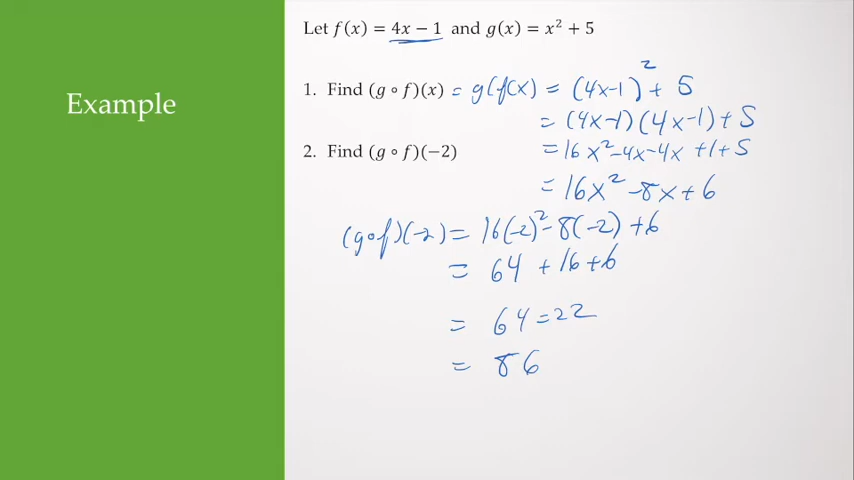 Example
Let f(x) = 4x − 1 and g(x) = x² + 5
1. Find (g ∘ f)(x) = g(f(x) = (4x-1)² + 5
= (4x-1)(4x-1)+5
= 16x²-4x-4x +1+5
2. Find (g ∘ f)(−2)
= 16x² -8x+6
(g∘f)(-2) = 16(-2)²-8(-2) +6
= 64 +16+6
= 64=22
= 86